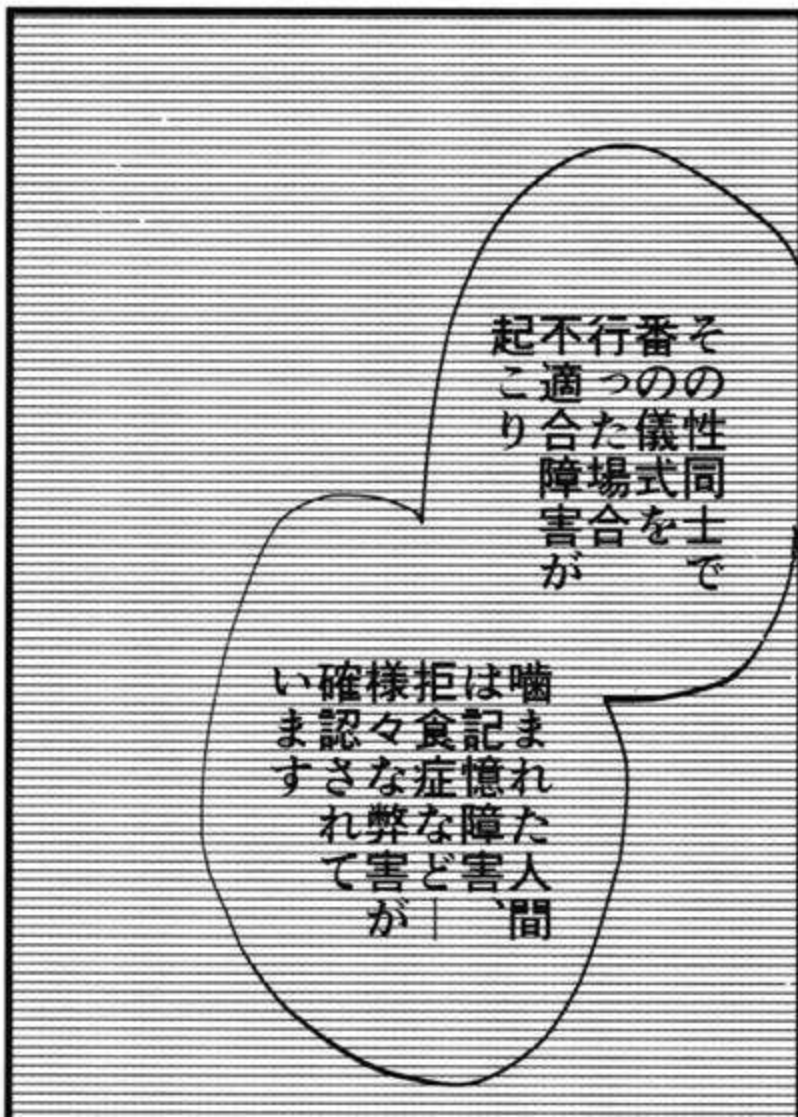 その性同士で
番の儀式を
行った場合
不適合障害が
起こり
噛まれた人間
は記憶障害、
拒食症など―
様々な弊害が
確認されて
います